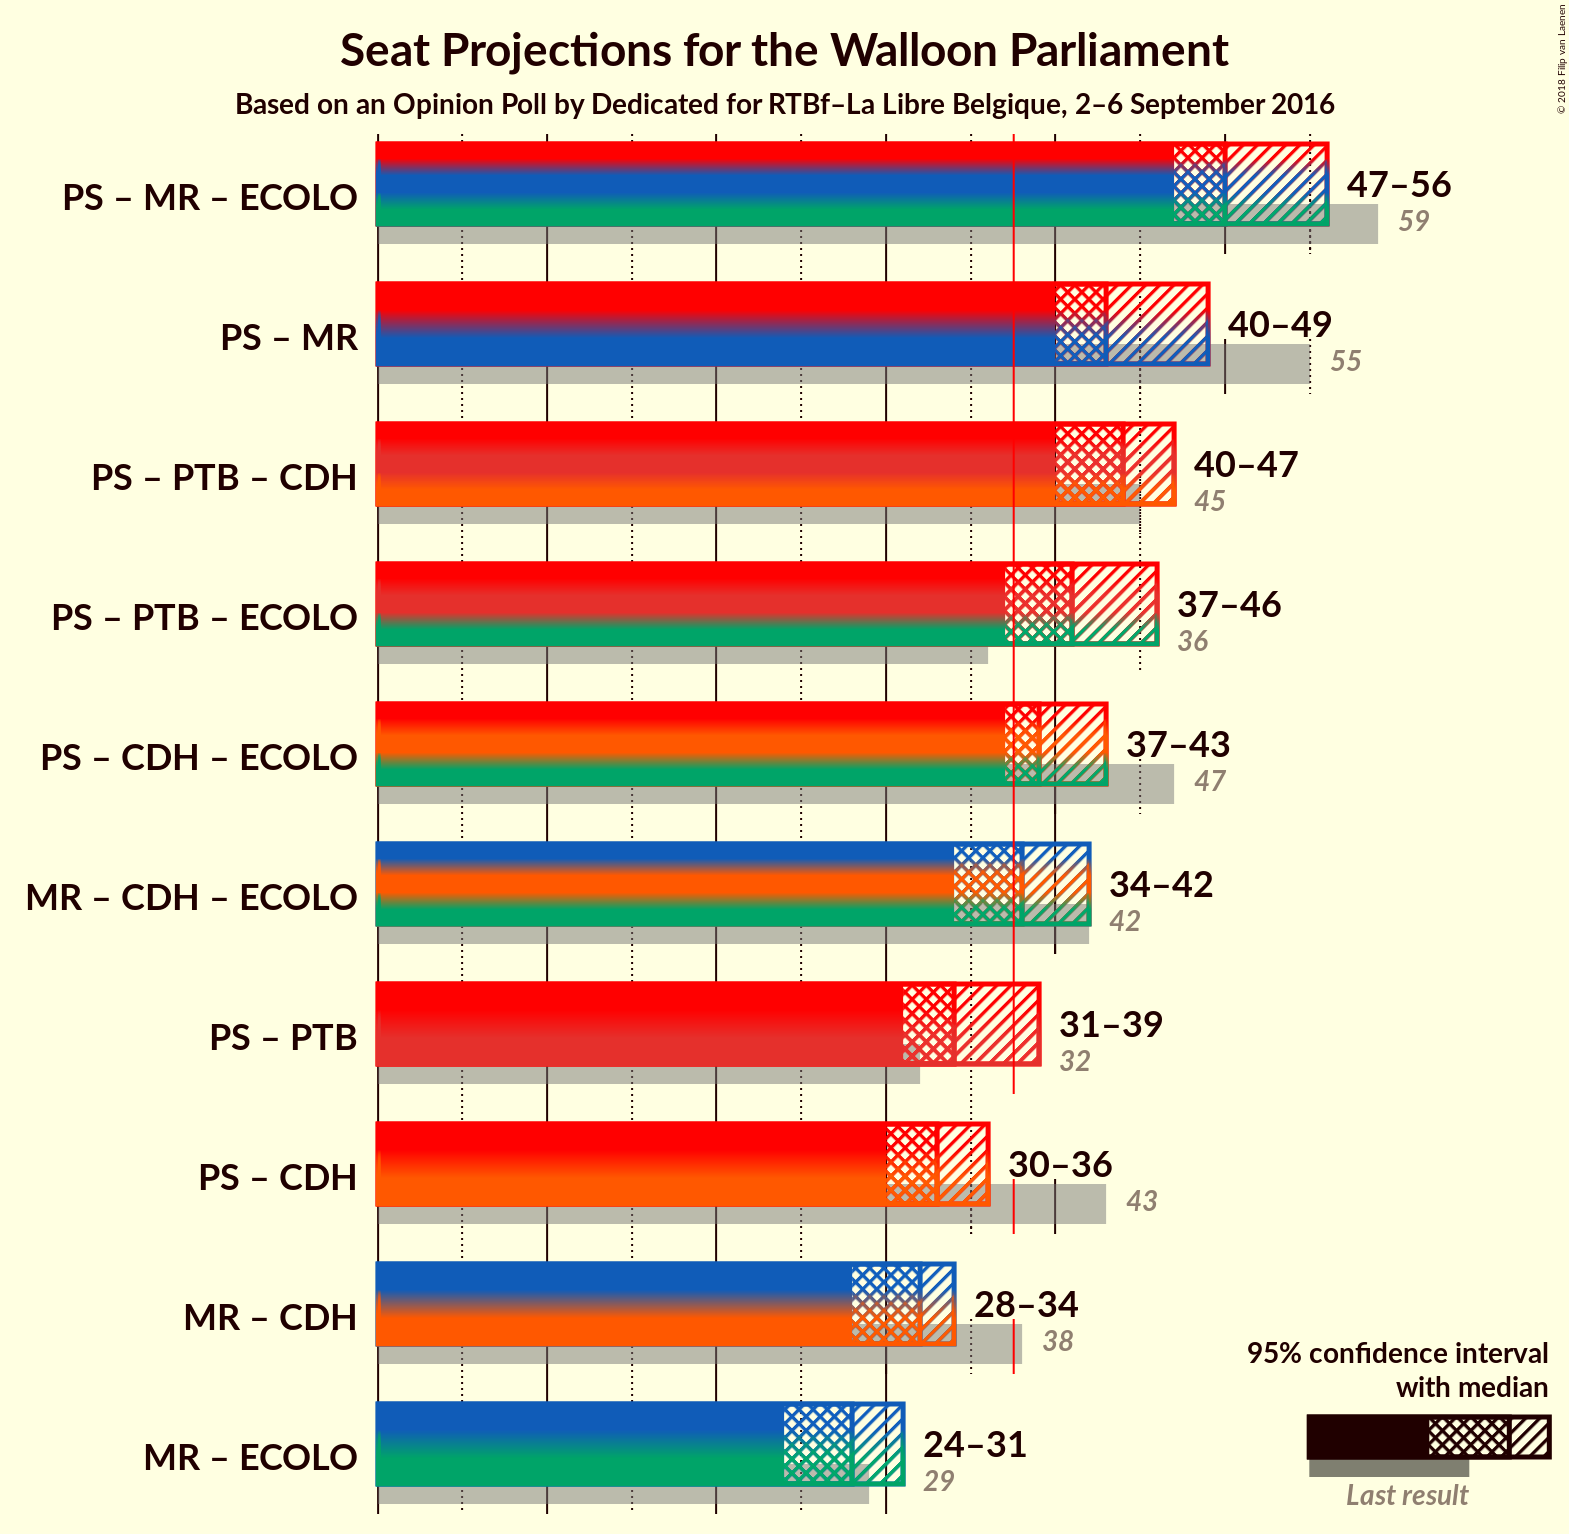 Seat Projections for the Walloon Parliament
Based on an Opinion Poll by Dedicated for RTBf–La Libre Belgique, 2–6 September 2016
© 2018 Filip van Laenen
PS – MR – ECOLO
47–56
59
PS – MR
40–49
55
PS – PTB – CDH
40–47
45
PS – PTB – ECOLO
37–46
36
PS – CDH – ECOLO
37–43
47
MR – CDH – ECOLO
34–42
42
PS – PTB
31–39
32
PS – CDH
30–36
43
MR – CDH
28–34
38
MR – ECOLO
24–31
29
95% confidence interval
with median
Last result